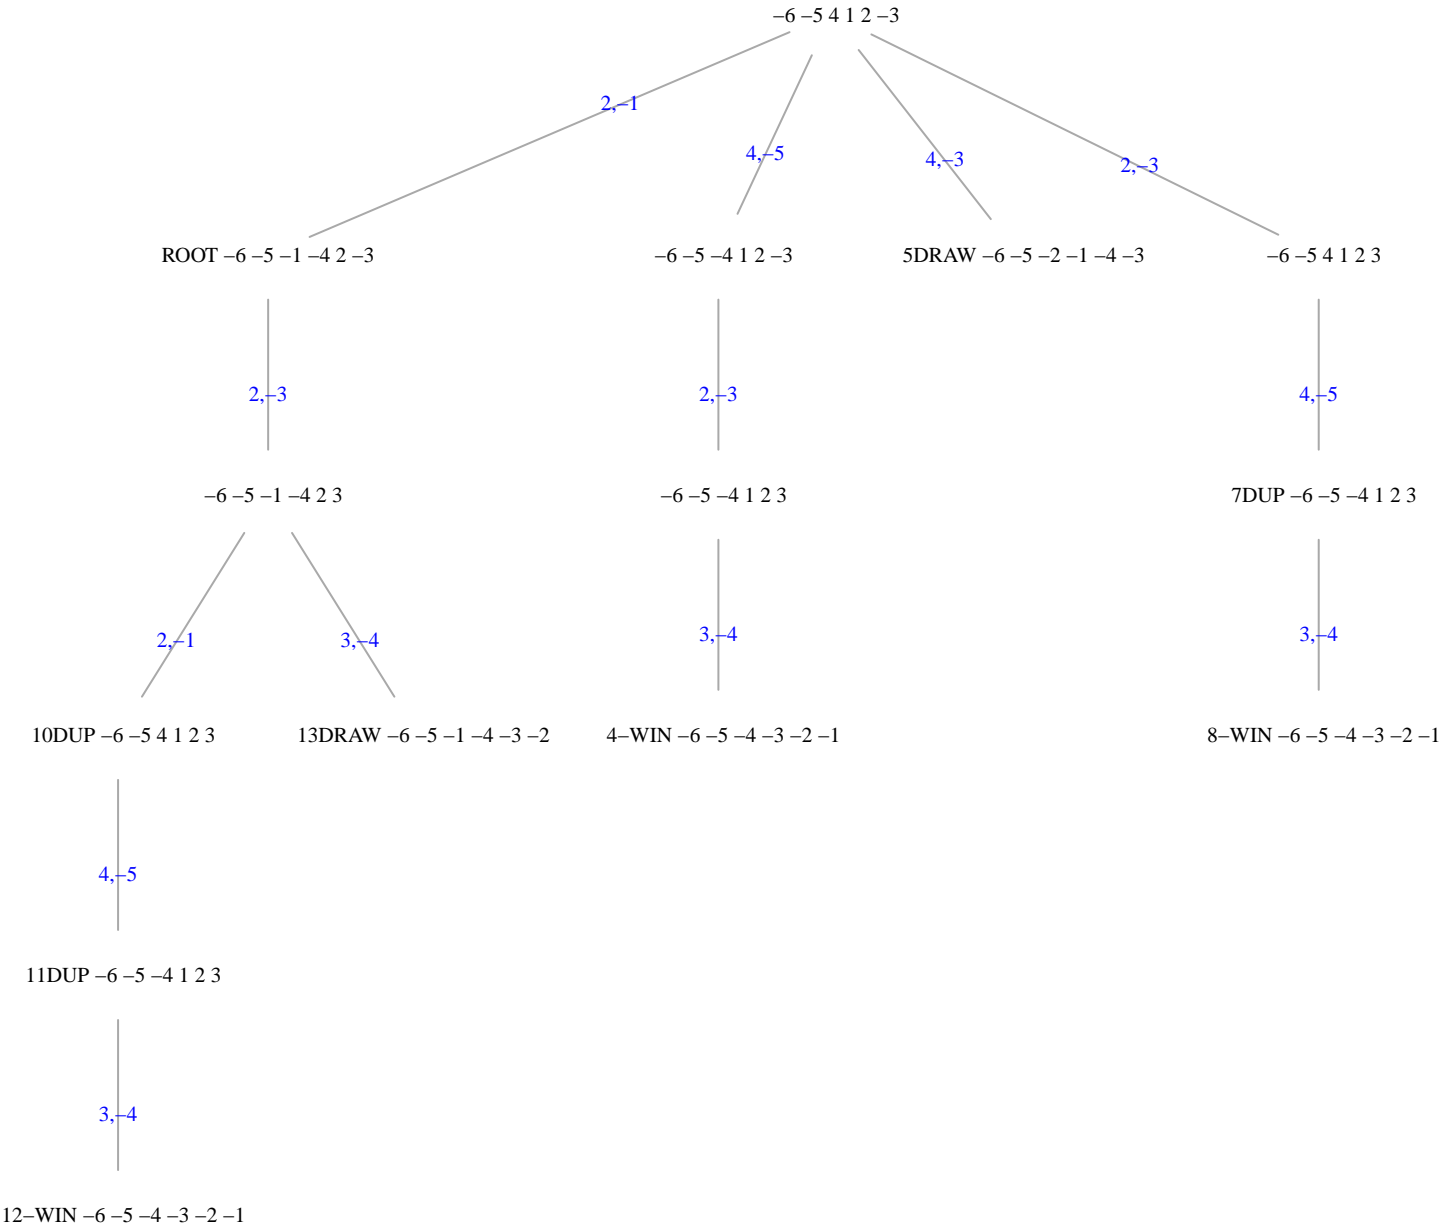 –6 –5 4 1 2 –3
2,–1
4,–5
4,–3
2,–3
ROOT –6 –5 –1 –4 2 –3
–6 –5 –4 1 2 –3
5DRAW –6 –5 –2 –1 –4 –3
–6 –5 4 1 2 3
2,–3
2,–3
4,–5
–6 –5 –1 –4 2 3
–6 –5 –4 1 2 3
7DUP –6 –5 –4 1 2 3
2,–1
3,–4
3,–4
3,–4
10DUP –6 –5 4 1 2 3
13DRAW –6 –5 –1 –4 –3 –2
4–WIN –6 –5 –4 –3 –2 –1
8–WIN –6 –5 –4 –3 –2 –1
4,–5
11DUP –6 –5 –4 1 2 3
3,–4
12–WIN –6 –5 –4 –3 –2 –1